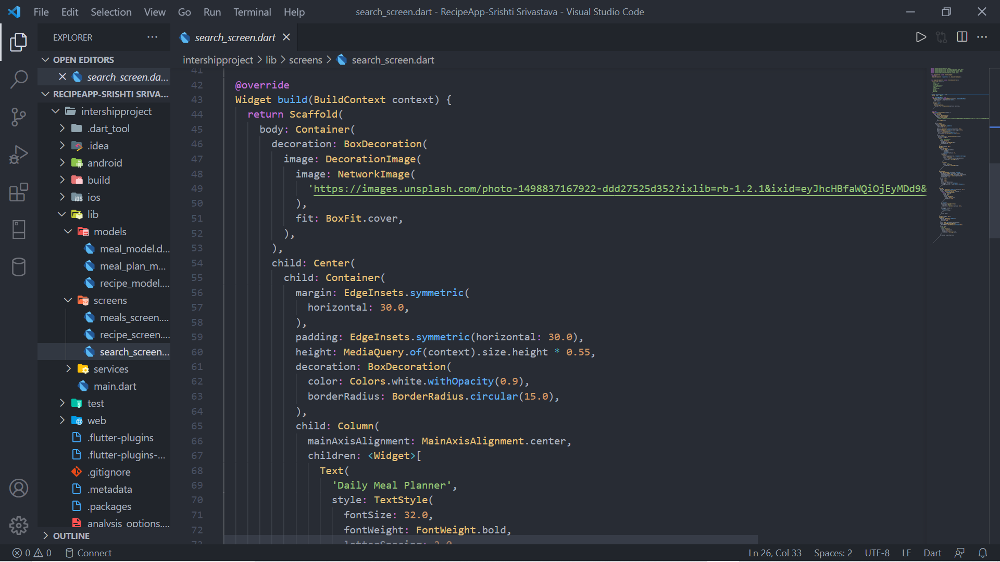 File Edit Selection View Go Run Terminal Help
search_screen.dart - RecipeApp-Srishti Srivastava - Visual Studio Code
EXPLORER
OPEN EDITORS
search_screen.da...
RECIPEAPP-SRISHTI SRIVA...
intershipproject
.dart_tool
.idea
android
build
ios
lib
models
meal_model.d...
meal_plan_m...
recipe_model....
screens
meals_screen....
recipe_screen....
search_screen...
services
main.dart
test
web
.flutter-plugins
.flutter-plugins-...
.gitignore
.metadata
.packages
analysis_options....
OUTLINE
search_screen.dart
intershipproject > lib > screens > search_screen.dart
41
42 @override
43 Widget build(BuildContext context) {
44 return Scaffold(
45 body: Container(
46 decoration: BoxDecoration(
47 image: DecorationImage(
48 image: NetworkImage(
49 'https://images.unsplash.com/photo-1498837167922-ddd27525d352?ixlib=rb-1.2.1&ixid=eyJhcHBfaWQiOjEyMDd9&
50 ),
51 fit: BoxFit.cover,
52 ),
53 ),
54 child: Center(
55 child: Container(
56 margin: EdgeInsets.symmetric(
57 horizontal: 30.0,
58 ),
59 padding: EdgeInsets.symmetric(horizontal: 30.0),
60 height: MediaQuery.of(context).size.height * 0.55,
61 decoration: BoxDecoration(
62 color: Colors.white.withOpacity(0.9),
63 borderRadius: BorderRadius.circular(15.0),
64 ),
65 child: Column(
66 mainAxisAlignment: MainAxisAlignment.center,
67 children: <Widget>[
68 Text(
69 'Daily Meal Planner',
70 style: TextStyle(
71 fontSize: 32.0,
72 fontWeight: FontWeight.bold,
73 letterSpacing: 2.0
0 0 Connect
Ln 26, Col 33 Spaces: 2 UTF-8 LF Dart